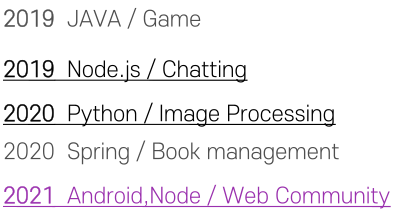 2019 JAVA / Game
2019 Node.js / Chatting
2020 Python / Image Processing
2020 Spring / Book management
2021 Android,Node / Web Community